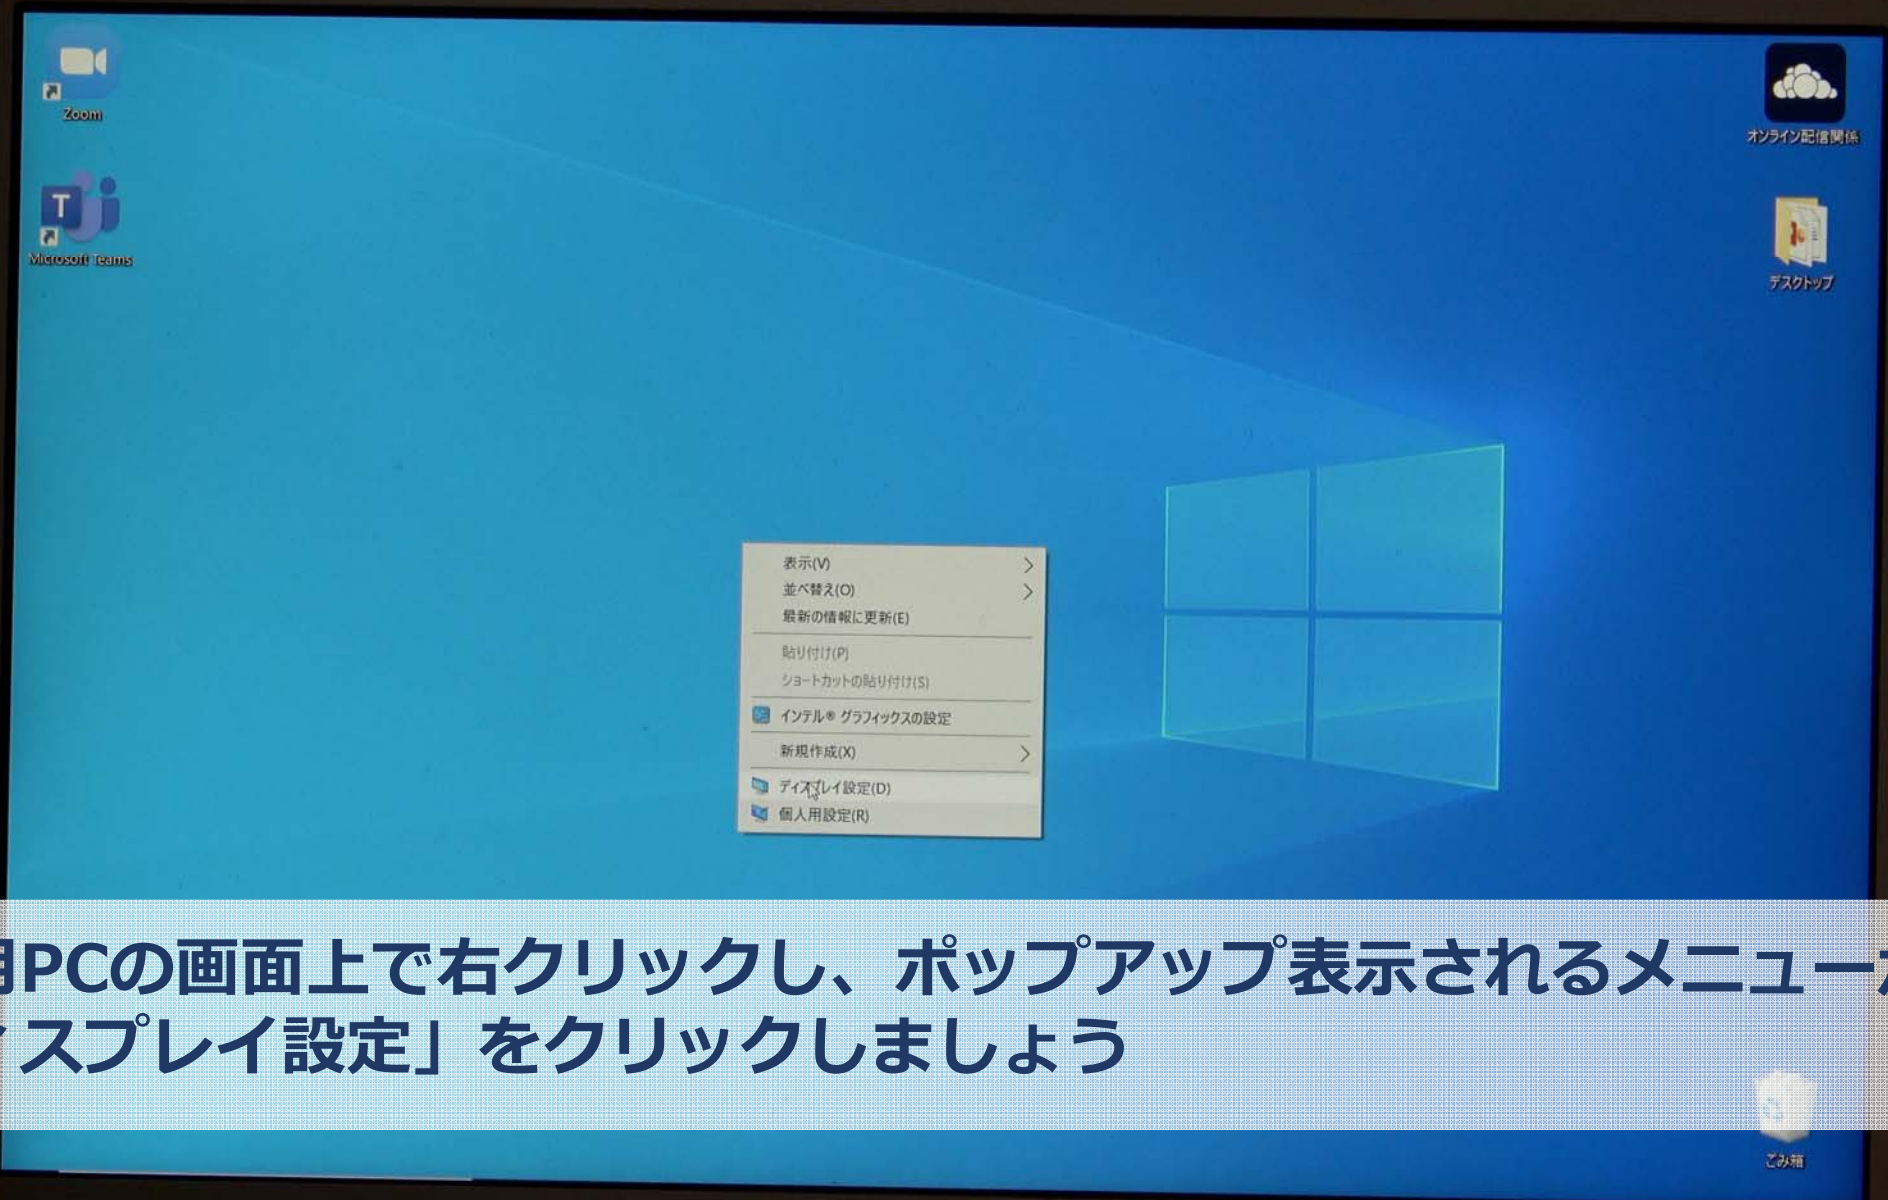 Zoom
Microsoft Teams
オンライン配信関係
デスクトップ
表示(V)
並べ替え(O)
最新の情報に更新(E)
貼り付け(P)
ショートカットの貼り付け(S)
インテル® グラフィックスの設定
新規作成(X)
ディスプレイ設定(D)
個人用設定(R)
PCの画面上で右クリックし、ポップアップ表示されるメニュー
スプレイ設定」をクリックしましょう
ごみ箱